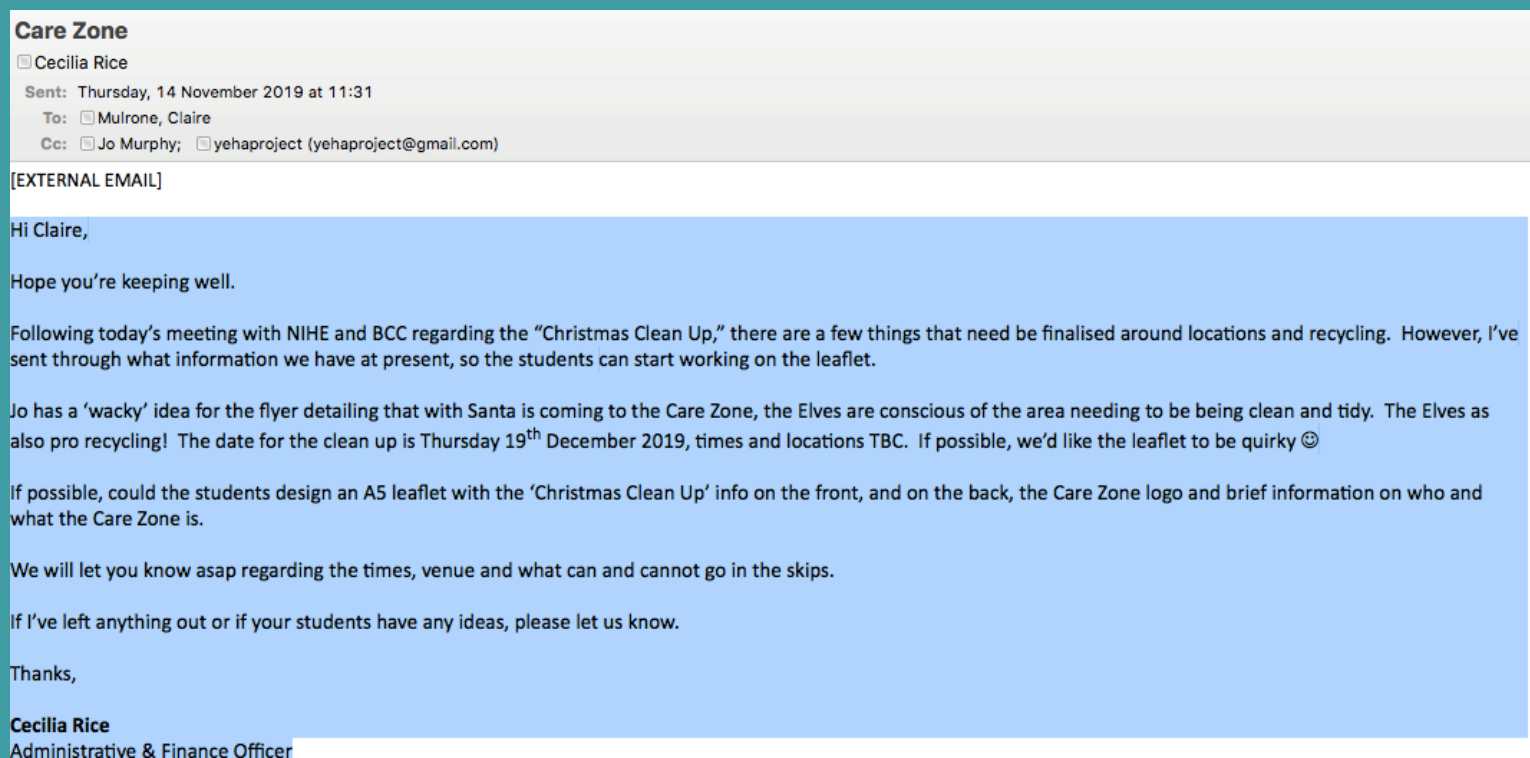 Care Zone
Cecilia Rice
Sent: Thursday, 14 November 2019 at 11:31
To: Mulrone, Claire
Cc: Jo Murphy; yehaproject (yehaproject@gmail.com)
[EXTERNAL EMAIL]
Hi Claire,
Hope you're keeping well.
Following today's meeting with NIHE and BCC regarding the “Christmas Clean Up,” there are a few things that need be finalised around locations and recycling. However, I've
sent through what information we have at present, so the students can start working on the leaflet.
Jo has a ‘wacky’ idea for the flyer detailing that with Santa is coming to the Care Zone, the Elves are conscious of the area needing to be being clean and tidy. The Elves as
also pro recycling! The date for the clean up is Thursday 19th December 2019, times and locations TBC. If possible, we'd like the leaflet to be quirky ☺
If possible, could the students design an A5 leaflet with the ‘Christmas Clean Up’ info on the front, and on the back, the Care Zone logo and brief information on who and
what the Care Zone is.
We will let you know asap regarding the times, venue and what can and cannot go in the skips.
If I've left anything out or if your students have any ideas, please let us know.
Thanks,
Cecilia Rice
Administrative & Finance Officer